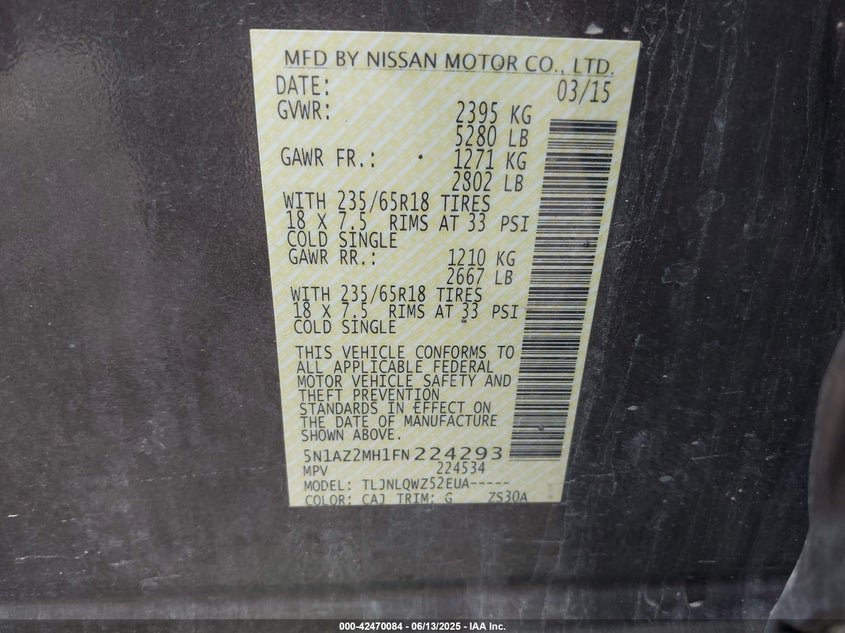 MFD BY NISSAN MOTOR CO., LTD.
DATE: 03/15
GVWR: 2395 KG
5280 LB
GAWR FR.: 1271 KG
2802 LB
WITH 235/65R18 TIRES
18 X 7.5 RIMS AT 33 PSI
COLD SINGLE
GAWR RR.: 1210 KG
2667 LB
WITH 235/65R18 TIRES
18 X 7.5 RIMS AT 33 PSI
COLD SINGLE
THIS VEHICLE CONFORMS TO
ALL APPLICABLE FEDERAL
MOTOR VEHICLE SAFETY AND
THEFT PREVENTION
STANDARDS IN EFFECT ON
THE DATE OF MANUFACTURE
SHOWN ABOVE.
5N1AZ2MH1FN224293
MPV 224534
MODEL: TLJNLQWZ52EUA-----
COLOR: CAJ TRIM: G ZS30A
000-42470084 - 06/13/2025 - IAA Inc.